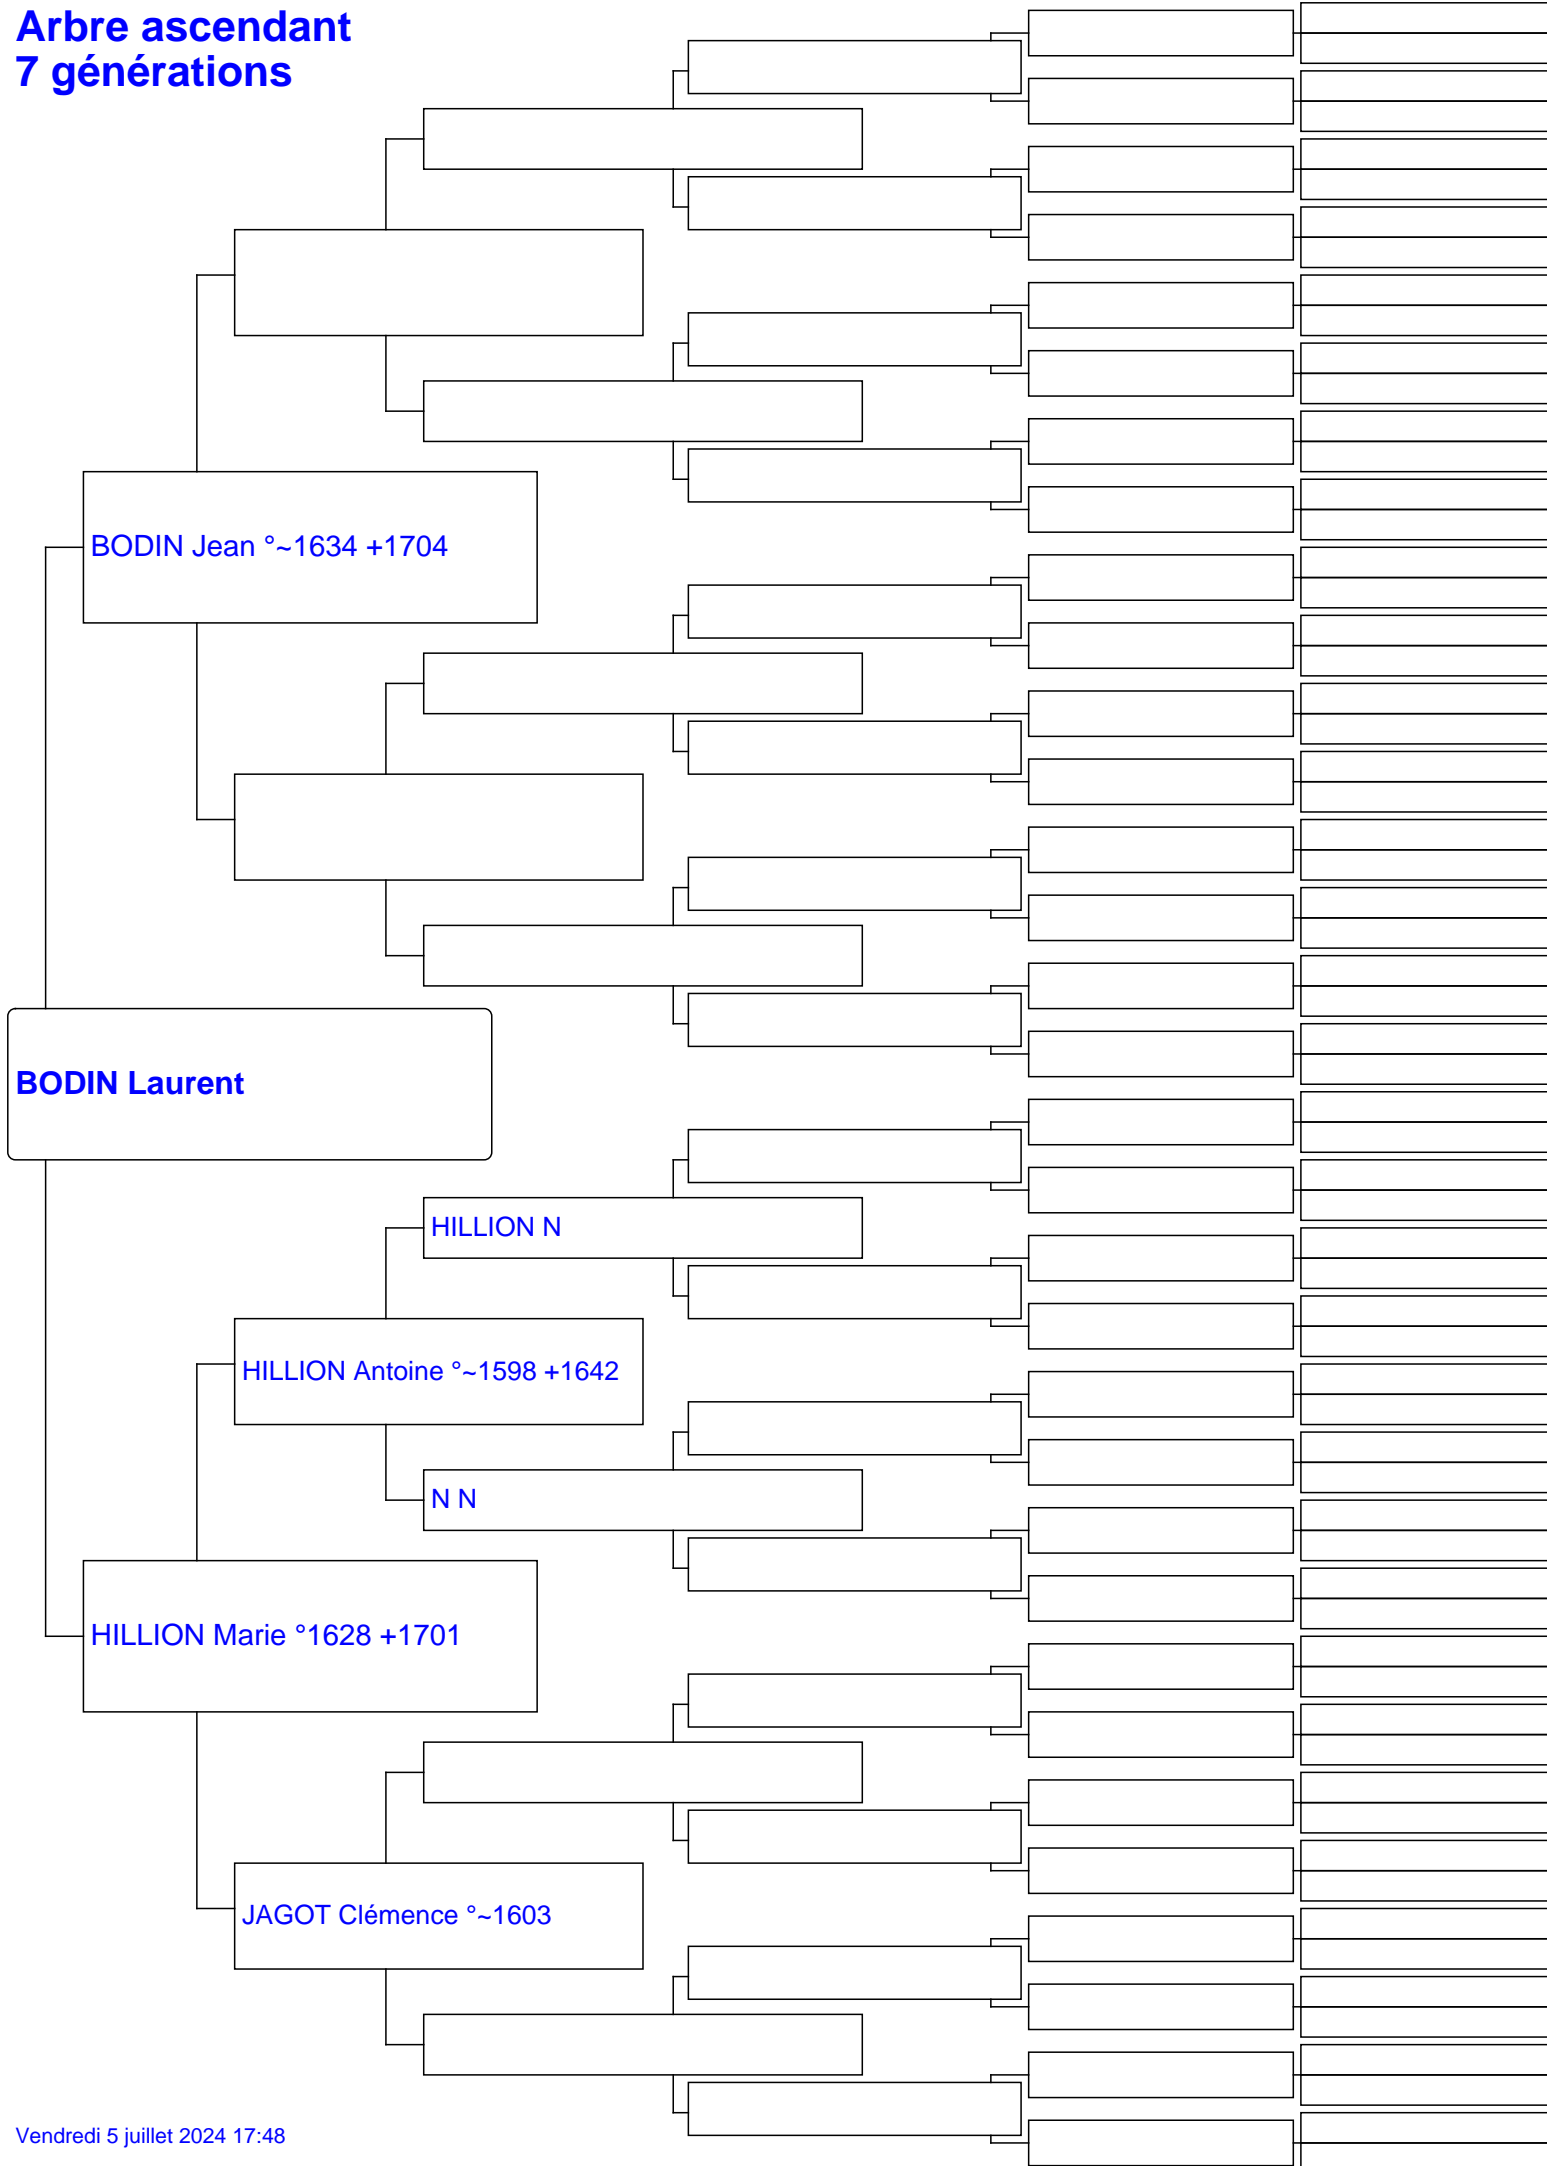 Arbre ascendant
7 générations
BODIN Jean °~1634 +1704
BODIN Laurent
HILLION N
HILLION Antoine °~1598 +1642
N N
HILLION Marie °1628 +1701
JAGOT Clémence °~1603
Vendredi 5 juillet 2024 17:48